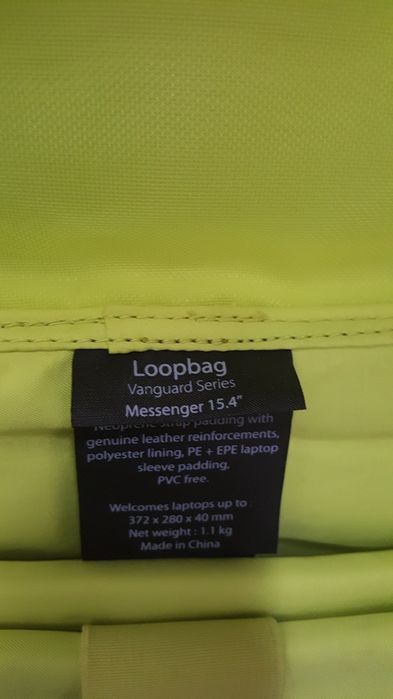 Loopbag
Vanguard Series
Messenger 15.4"
Neoprene strap padding with
genuine leather reinforcements,
polyester lining, PE + EPE laptop
sleeve padding,
PVC free.
Welcomes laptops up to :
372 x 280 x 40 mm
Net weight : 1.1 kg
Made in China